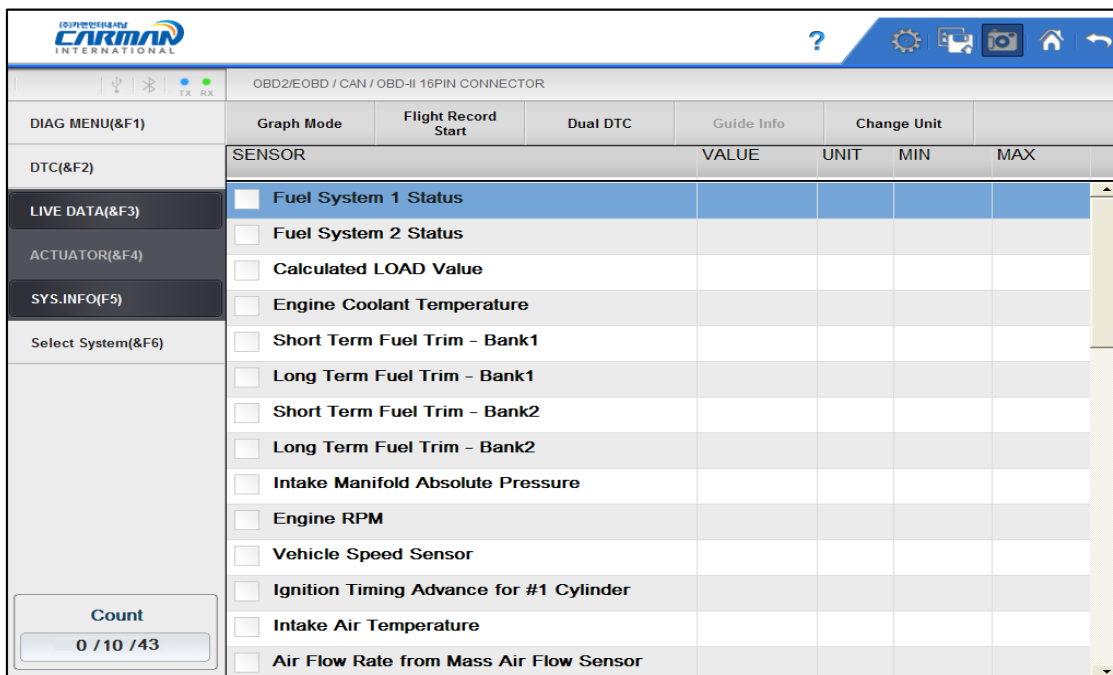 (주)카맨인터내셔날
CARMAN
INTERNATIONAL
?
TX RX
OBD2/EOBD / CAN / OBD-II 16PIN CONNECTOR
DIAG MENU(&F1)
Graph Mode
Flight Record
Start
Dual DTC
Guide Info
Change Unit
DTC(&F2)
SENSOR VALUE UNIT MIN MAX
LIVE DATA(&F3)
ACTUATOR(&F4)
SYS.INFO(F5)
Select System(&F6)
Fuel System 1 Status
Fuel System 2 Status
Calculated LOAD Value
Engine Coolant Temperature
Short Term Fuel Trim - Bank1
Long Term Fuel Trim - Bank1
Short Term Fuel Trim - Bank2
Long Term Fuel Trim - Bank2
Intake Manifold Absolute Pressure
Engine RPM
Vehicle Speed Sensor
Ignition Timing Advance for #1 Cylinder
Intake Air Temperature
Air Flow Rate from Mass Air Flow Sensor
Count
0 /10 /43